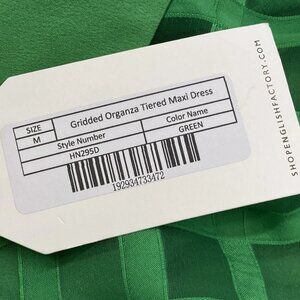 SIZE Gridded Organza Tiered Maxi Dress
M Style Number Color Name
HN295D GREEN
192934733472
SHOPENGLISHFACTORY.COM